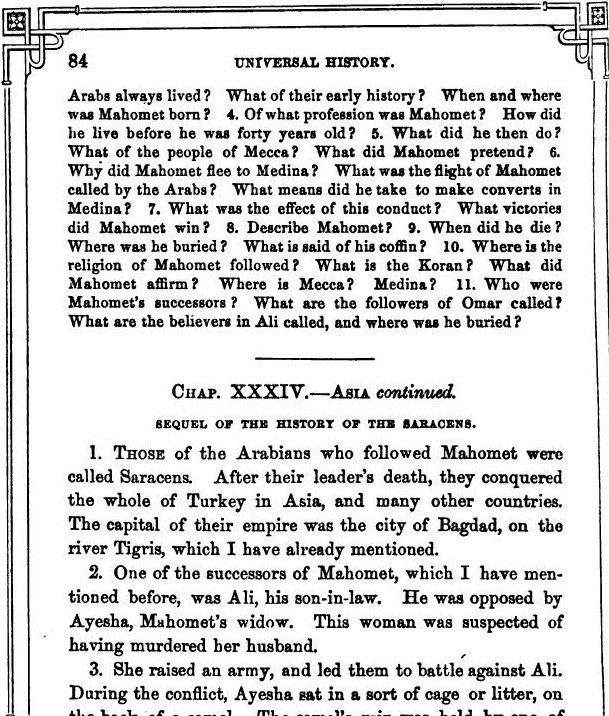 84
UNIVERSAL HISTORY.
Arabs always lived? What of their early history? When and where
was Mahomet born? 4. Of what profession was Mahomet? How did
he live before he was forty years old? 5. What did he then do?
What of the people of Mecca? What did Mahomet pretend? 6.
Why did Mahomet flee to Medina? What was the flight of Mahomet
called by the Arabs? What means did he take to make converts in
Medina? 7. What was the effect of this conduct? What victories
did Mahomet win? 8. Describe Mahomet? 9. When did he die?
Where was he buried? What is said of his coffin? 10. Where is the
religion of Mahomet followed? What is the Koran? What did
Mahomet affirm? Where is Mecca? Medina? 11. Who were
Mahomet's successors? What are the followers of Omar called?
What are the believers in Ali called, and where was he buried?
CHAP. XXXIV.—ASIA continued.
SEQUEL OF THE HISTORY OF THE SARACENS.
1. THOSE of the Arabians who followed Mahomet were
called Saracens. After their leader's death, they conquered
the whole of Turkey in Asia, and many other countries.
The capital of their empire was the city of Bagdad, on the
river Tigris, which I have already mentioned.
2. One of the successors of Mahomet, which I have men-
tioned before, was Ali, his son-in-law. He was opposed by
Ayesha, Mahomet's widow. This woman was suspected of
having murdered her husband.
3. She raised an army, and led them to battle against Ali.
During the conflict, Ayesha sat in a sort of cage or litter, on